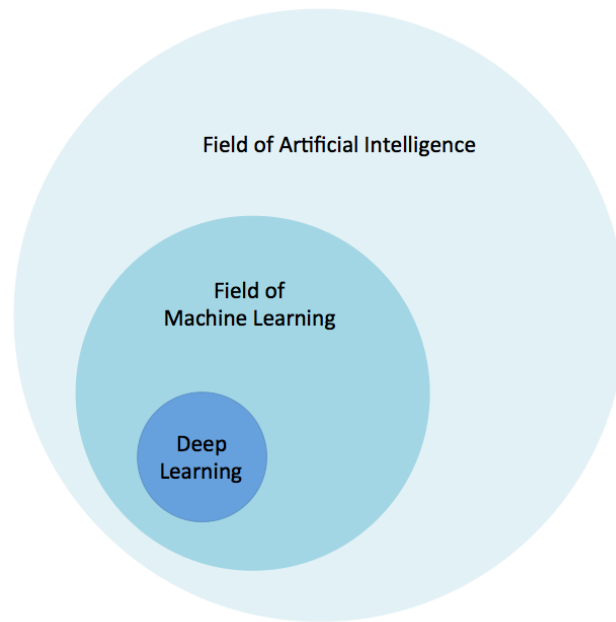 Field of Artificial Intelligence
Field of
Machine Learning
Deep
Learning